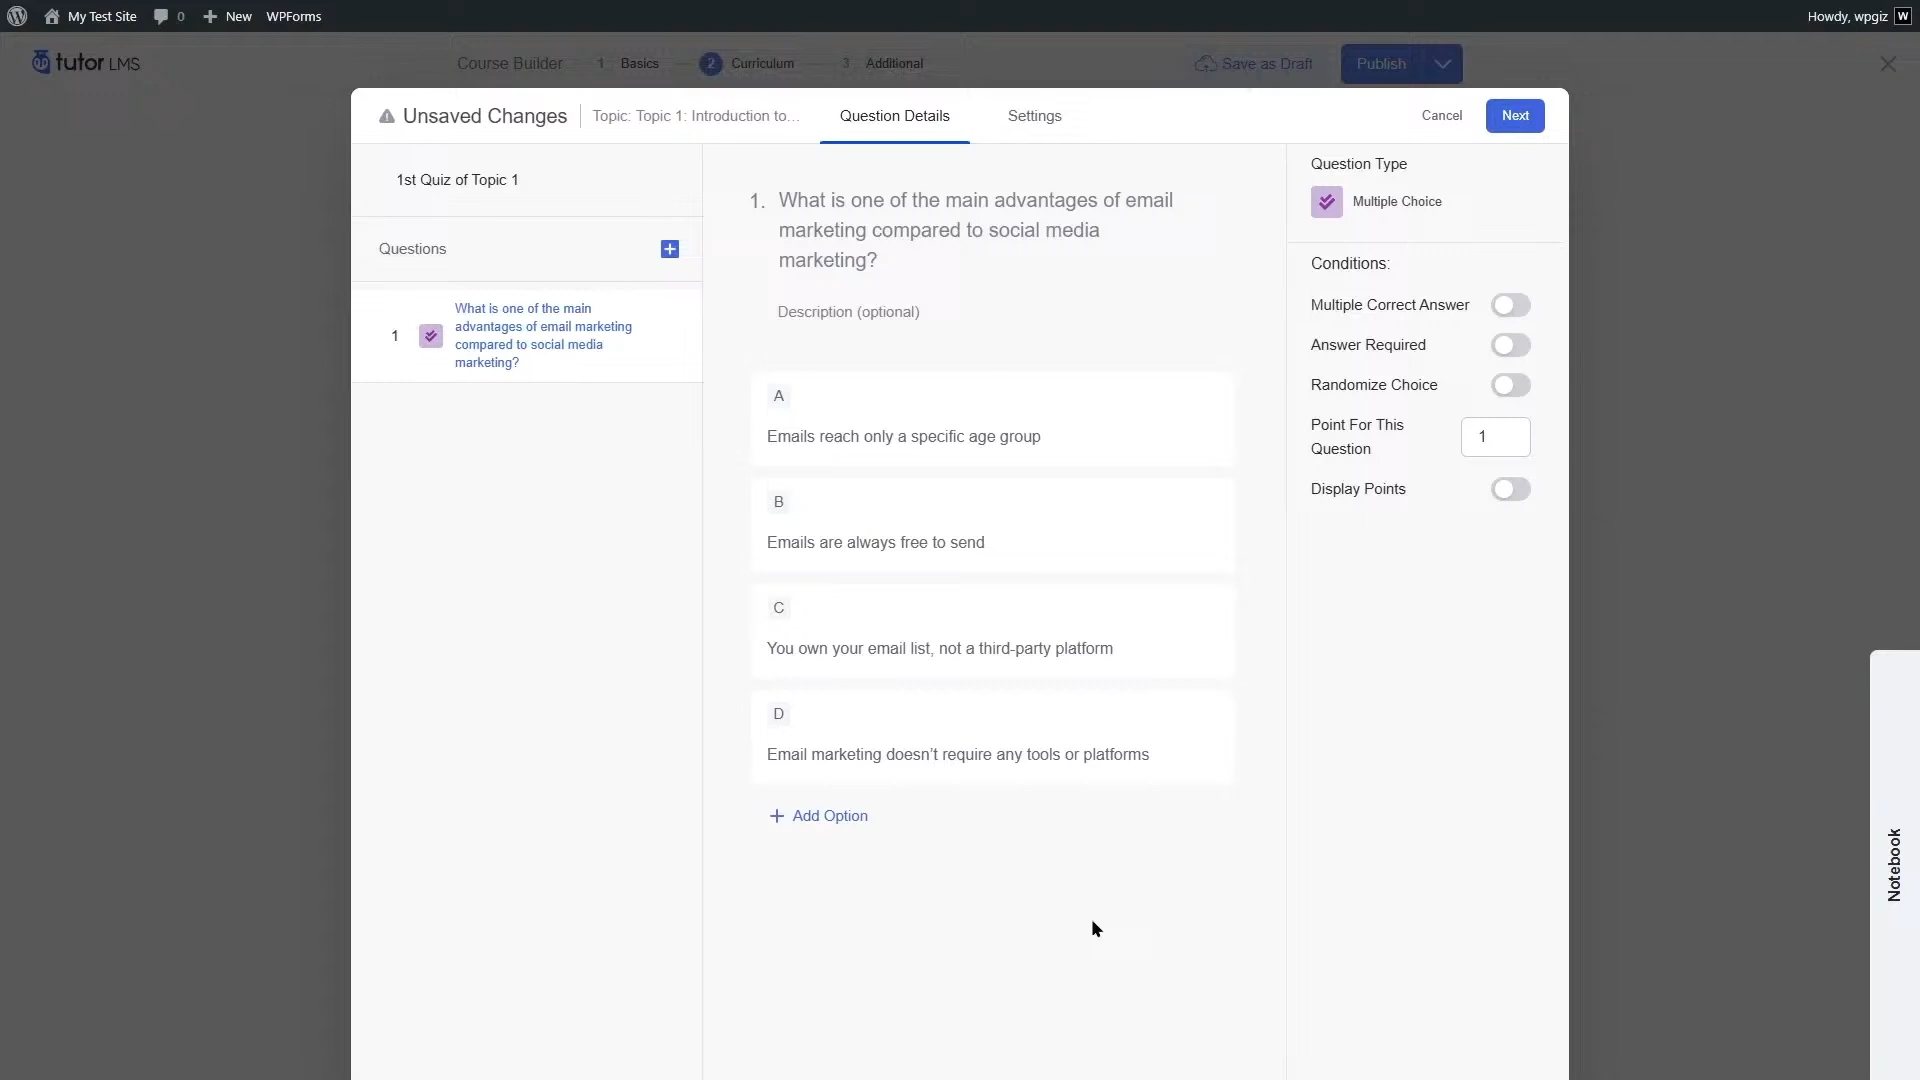 My Test Site 0 New WPForms Howdy, wpgiz W
tutor LMS Course Builder 1 Basics 2 Curriculum 3 Additional Save as Draft Publish
Unsaved Changes Topic: Topic 1: Introduction to... Question Details Settings Cancel Next
1st Quiz of Topic 1
Questions
1
What is one of the main
advantages of email marketing
compared to social media
marketing?
1. What is one of the main advantages of email
marketing compared to social media
marketing?
Description (optional)
A
Emails reach only a specific age group
B
Emails are always free to send
C
You own your email list, not a third-party platform
D
Email marketing doesn’t require any tools or platforms
Add Option
Question Type
Multiple Choice
Conditions:
Multiple Correct Answer
Answer Required
Randomize Choice
Point For This
Question
1
Display Points
Notebook